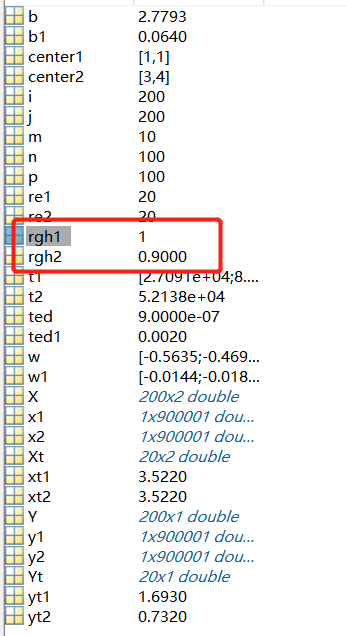 b 2.7793
b1 0.0640
center1 [1,1]
center2 [3,4]
i 200
j 200
m 10
n 100
p 100
re1 20
re2 20
rgh1 1
rgh2 0.9000
t1 [2.7091e+04;8....
t2 5.2138e+04
ted 9.0000e-07
ted1 0.0020
w [-0.5635;-0.469...
w1 [-0.0144;-0.018...
X 200x2 double
x1 1x900001 dou...
x2 1x900001 dou...
Xt 20x2 double
xt1 3.5220
xt2 3.5220
Y 200x1 double
y1 1x900001 dou...
y2 1x900001 dou...
Yt 20x1 double
yt1 1.6930
yt2 0.7320